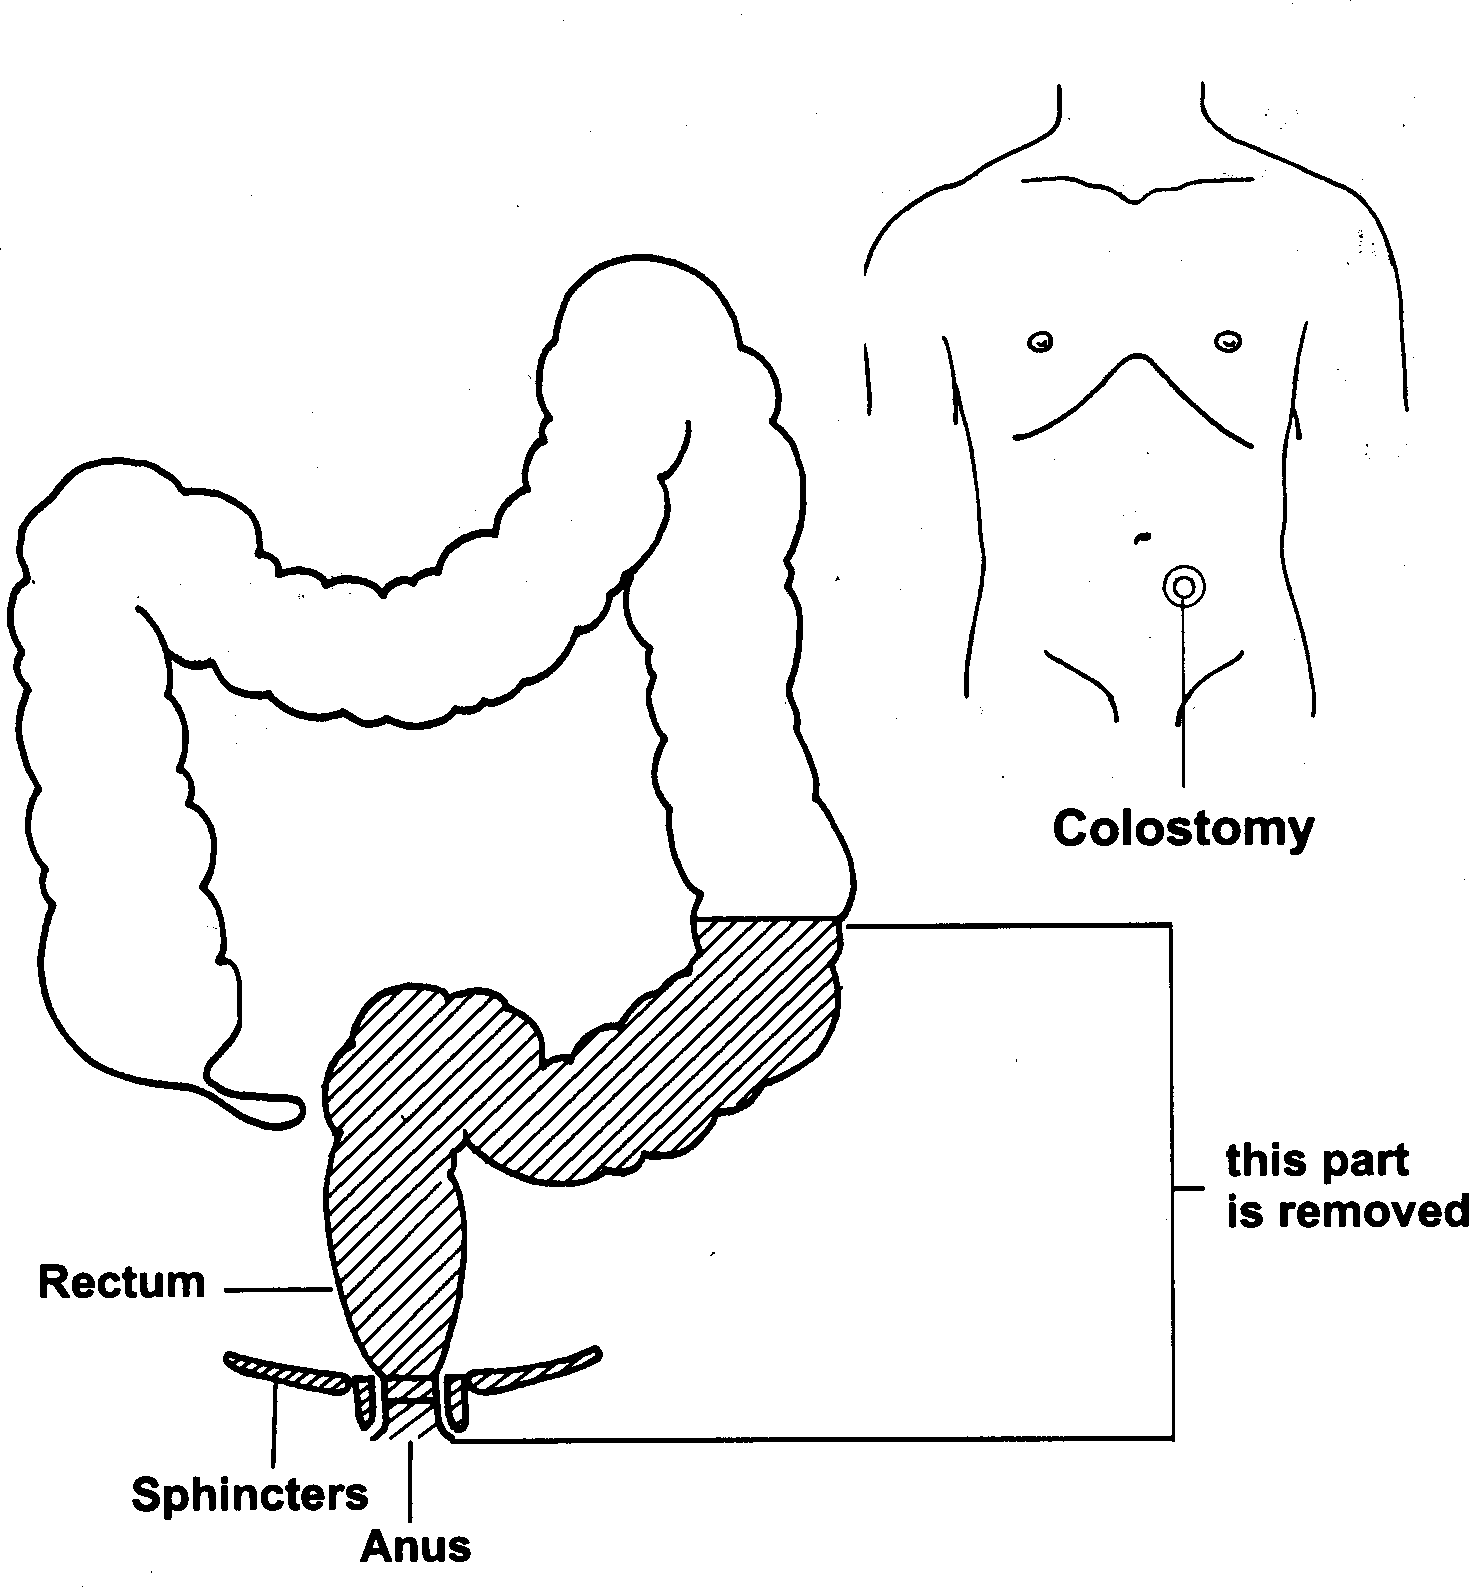 Colostomy
this part
is removed
Rectum
Sphincters
Anus